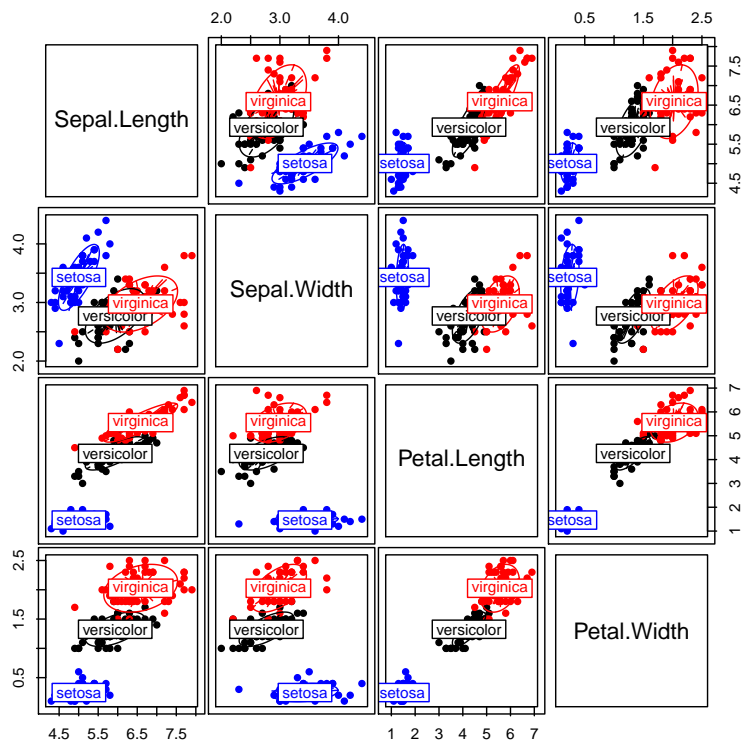 2.0 3.0 4.0 0.5 1.5 2.5
Sepal.Length virginica versicolor setosa virginica versicolor setosa virginica versicolor setosa 4.5 5.5 6.5 7.5
2.0 3.0 4.0 setosa virginica versicolor Sepal.Width setosa virginica versicolor setosa virginica versicolor
virginica versicolor setosa virginica versicolor setosa Petal.Length virginica versicolor setosa 1 2 3 4 5 6 7
0.5 1.5 2.5 virginica versicolor setosa virginica versicolor setosa virginica versicolor setosa Petal.Width
4.5 5.5 6.5 7.5 1 2 3 4 5 6 7